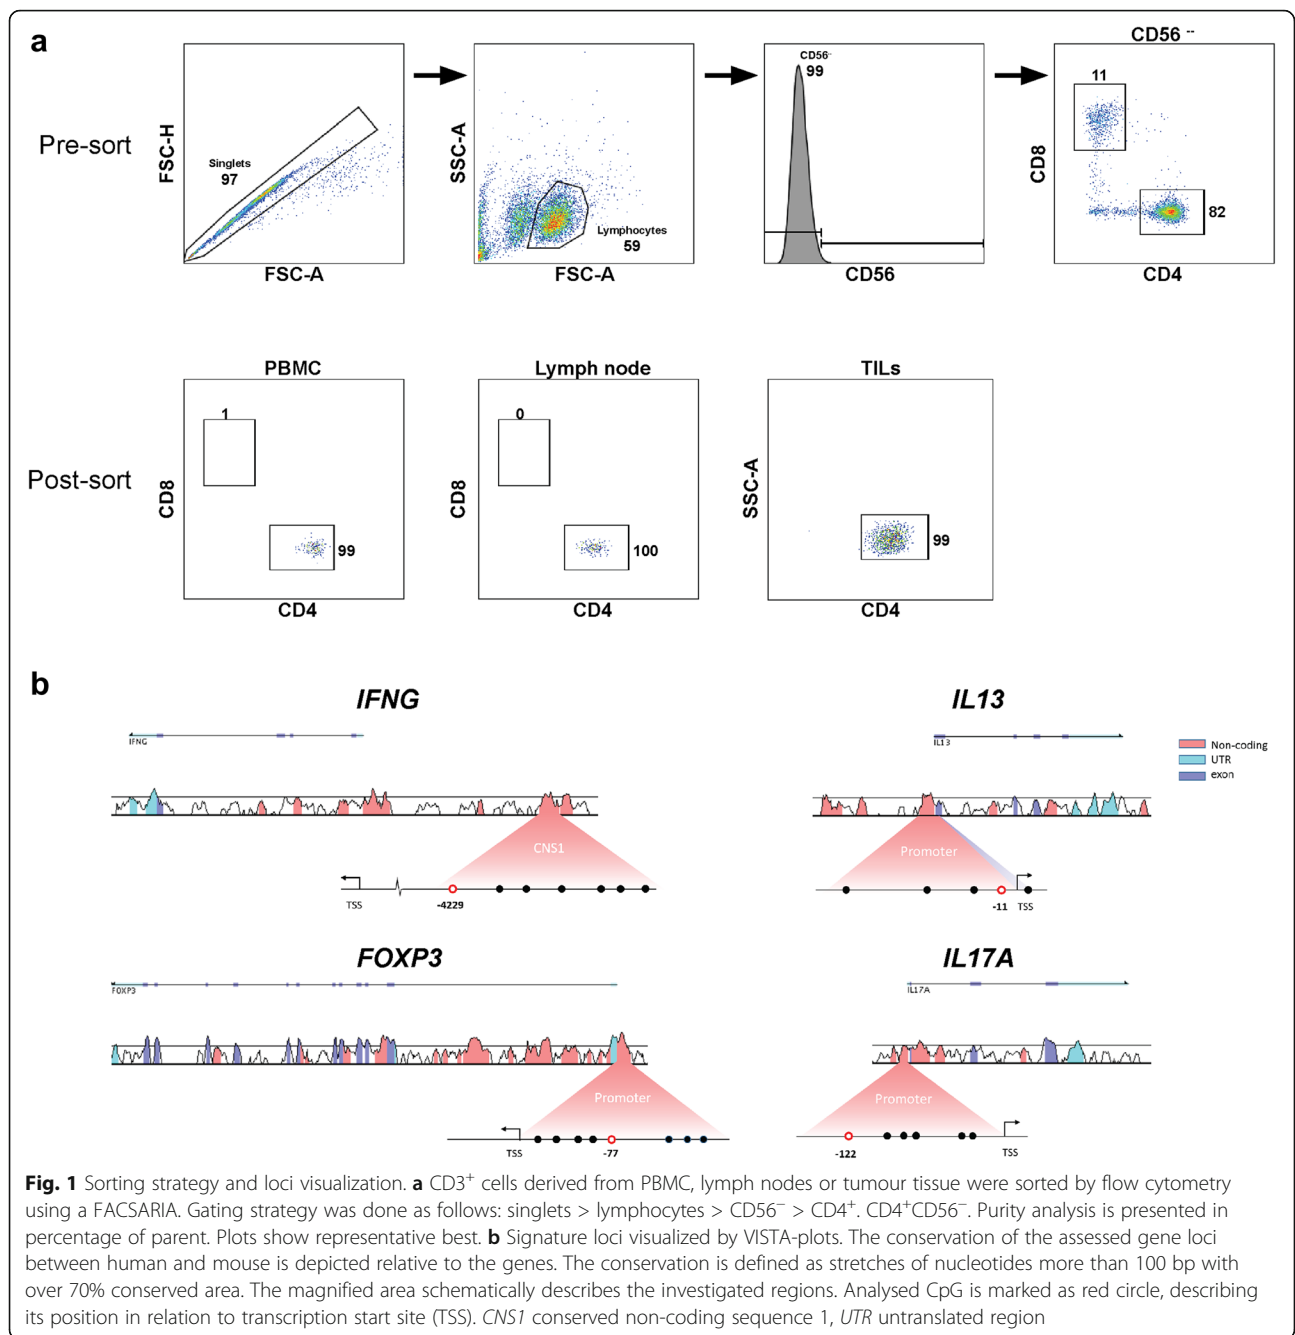 a
Pre-sort
FSC-H
Singlets
97
FSC-A
SSC-A
Lymphocytes
59
FSC-A
CD56-
99
CD56
CD56 --
CD8
11
82
CD4
Post-sort
PBMC
CD8
1
99
CD4
Lymph node
CD8
0
100
CD4
TILs
SSC-A
99
CD4
b
IFNG
IFNG
CNS1
TSS
-4229
IL13
IL13
Non-coding
UTR
exon
Promoter
-11 TSS
FOXP3
FOXP3
Promoter
TSS
-77
IL17A
IL17A
Promoter
-122
TSS
Fig. 1 Sorting strategy and loci visualization. a CD3+ cells derived from PBMC, lymph nodes or tumour tissue were sorted by flow cytometry
using a FACSARIA. Gating strategy was done as follows: singlets > lymphocytes > CD56− > CD4+. CD4+CD56−. Purity analysis is presented in
percentage of parent. Plots show representative best. b Signature loci visualized by VISTA-plots. The conservation of the assessed gene loci
between human and mouse is depicted relative to the genes. The conservation is defined as stretches of nucleotides more than 100 bp with
over 70% conserved area. The magnified area schematically describes the investigated regions. Analysed CpG is marked as red circle, describing
its position in relation to transcription start site (TSS). CNS1 conserved non-coding sequence 1, UTR untranslated region